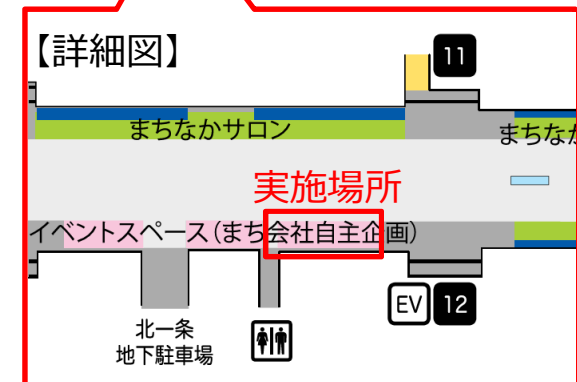 【詳細図】
11
まちなかサロン
まちなか
実施場所
イベントスペース(まち会社自主企画)
EV 12
北一条
地下駐車場